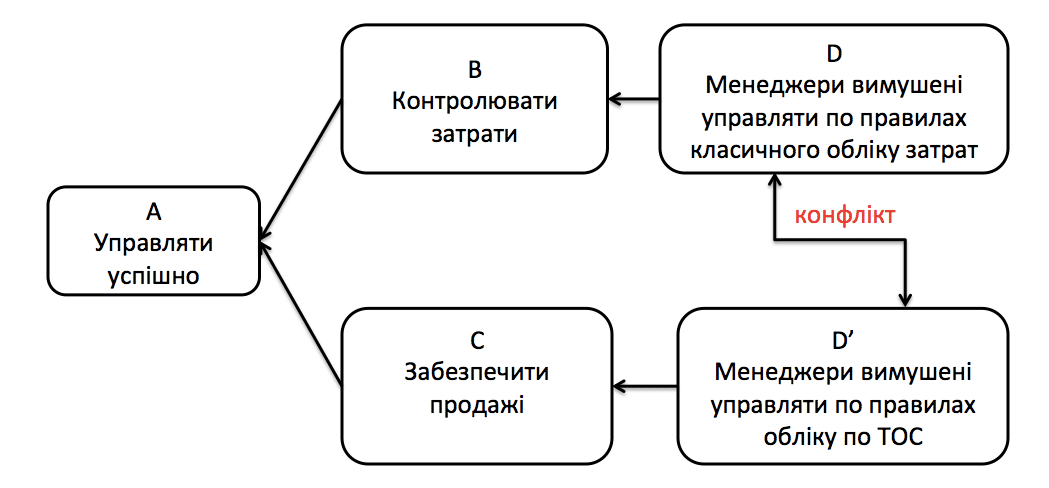 A
Управляти
успішно
B
Контролювати
затрати
D
Менеджери вимушені
управляти по правилах
класичного обліку затрат
конфлікт
C
Забезпечити
продажі
D’
Менеджери вимушені
управляти по правилах
обліку по ТОС